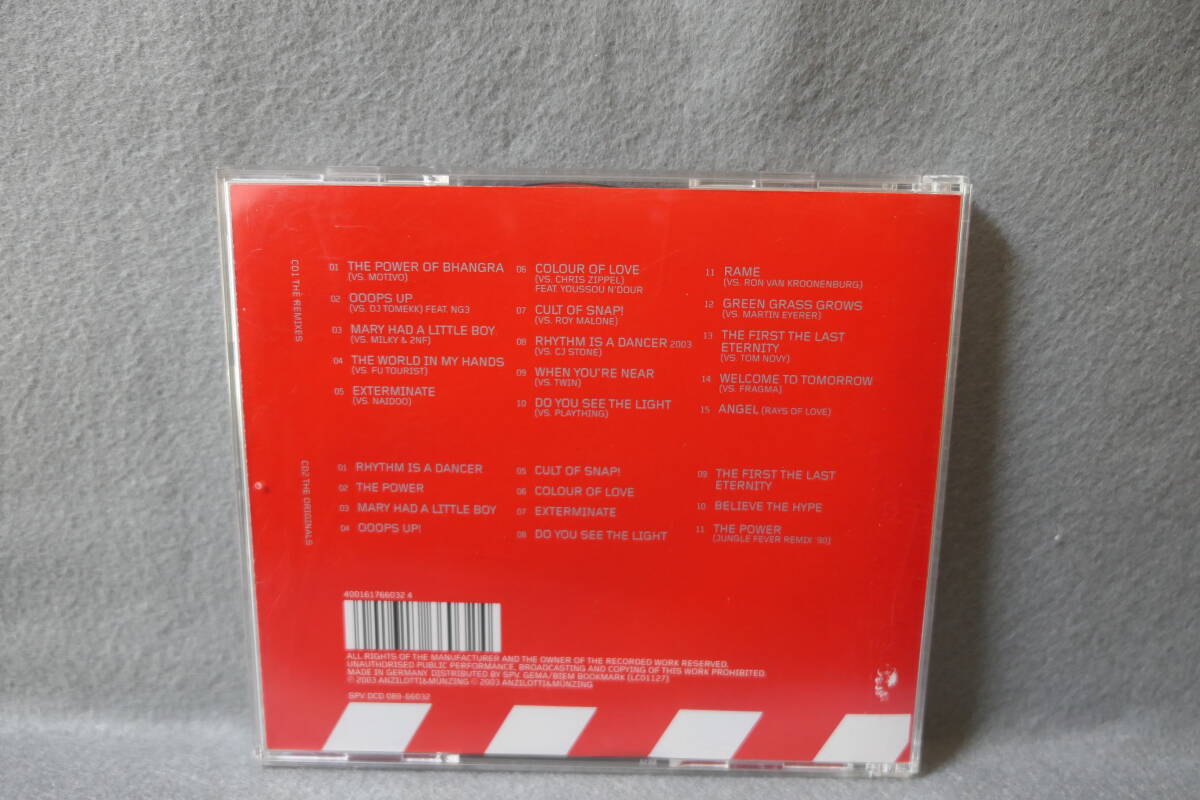 CD1 THE REMIXES
01 THE POWER OF BHANGRA
(VS. MOTIVO)
02 OOOPS UP
(VS. DJ TOMEKK) FEAT. NG3
03 MARY HAD A LITTLE BOY
(VS. MILKY & 2NF)
04 THE WORLD IN MY HANDS
(VS. FU TOURIST)
05 EXTERMINATE
(VS. NAIDOO)
06 COLOUR OF LOVE
(VS. CHRIS ZIPPEL)
FEAT. YOUSSOU N'DOUR
07 CULT OF SNAP!
(VS. ROY MALONE)
08 RHYTHM IS A DANCER 2003
(VS. CJ STONE)
09 WHEN YOU'RE NEAR
(VS. TWIN)
10 DO YOU SEE THE LIGHT
(VS. PLAYTHING)
11 RAME
(VS. RON VAN KROONENBURG)
12 GREEN GRASS GROWS
(VS. MARTIN EYERER)
13 THE FIRST THE LAST
ETERNITY
(VS. TOM NOVY)
14 WELCOME TO TOMORROW
(VS. FRAGMA)
15 ANGEL (RAYS OF LOVE)
CD2 THE ORIGINALS
01 RHYTHM IS A DANCER
02 THE POWER
03 MARY HAD A LITTLE BOY
04 OOOPS UP!
05 CULT OF SNAP!
06 COLOUR OF LOVE
07 EXTERMINATE
08 DO YOU SEE THE LIGHT
09 THE FIRST THE LAST
ETERNITY
10 BELIEVE THE HYPE
11 THE POWER
(JUNGLE FEVER REMIX '90)
400161766032 4
ALL RIGHTS OF THE MANUFACTURER AND THE OWNER OF THE RECORDED WORK RESERVED.
UNAUTHORISED PUBLIC PERFORMANCE, BROADCASTING AND COPYING OF THIS WORK PROHIBITED.
MADE IN GERMANY. DISTRIBUTED BY SPV. GEMA/BIEM BOOKMARK (LC01127)
℗ 2003 ANZILOTTI&MÜNZING © 2003 ANZILOTTI&MÜNZING
SPV DCD 089-66032